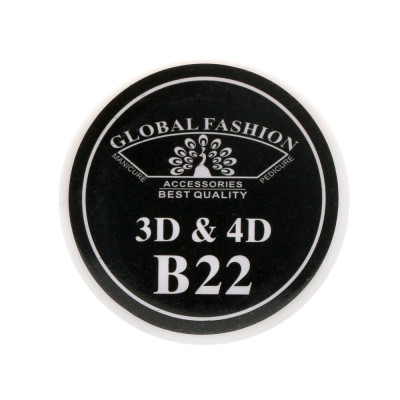 GLOBAL FASHION
MANICURE
PEDICURE
ACCESSORIES
BEST QUALITY
3D & 4D
B22